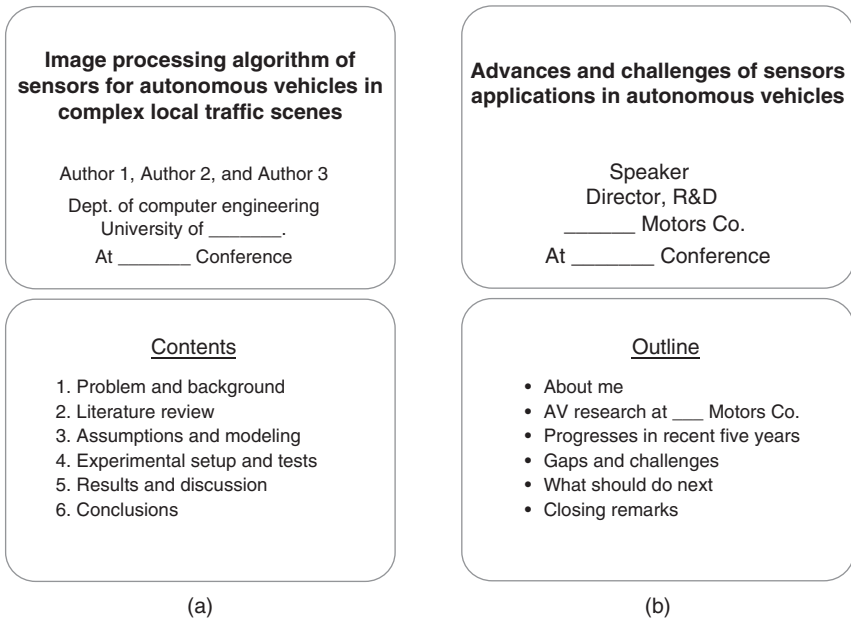 Image processing algorithm of
sensors for autonomous vehicles in
complex local traffic scenes
Author 1, Author 2, and Author 3
Dept. of computer engineering
University of _______.
At _______ Conference
Contents
1. Problem and background
2. Literature review
3. Assumptions and modeling
4. Experimental setup and tests
5. Results and discussion
6. Conclusions
(a)
Advances and challenges of sensors
applications in autonomous vehicles
Speaker
Director, R&D
______ Motors Co.
At _______ Conference
Outline
• About me
• AV research at ___ Motors Co.
• Progresses in recent five years
• Gaps and challenges
• What should do next
• Closing remarks
(b)